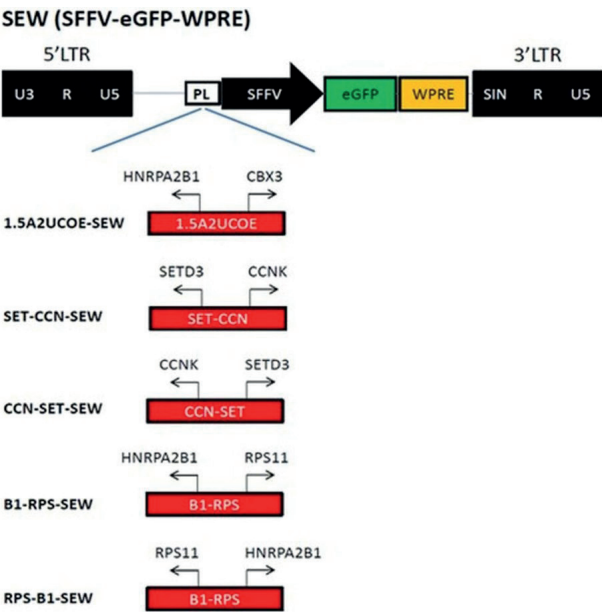 SEW (SFFV-eGFP-WPRE)
5'LTR 3'LTR
U3 R U5 PL SFFV eGFP WPRE SIN R U5
HNRPA2B1 CBX3
1.5A2UCOE-SEW 1.5A2UCOE
SETD3 CCNK
SET-CCN-SEW SET-CCN
CCNK SETD3
CCN-SET-SEW CCN-SET
HNRPA2B1 RPS11
B1-RPS-SEW B1-RPS
RPS11 HNRPA2B1
RPS-B1-SEW B1-RPS